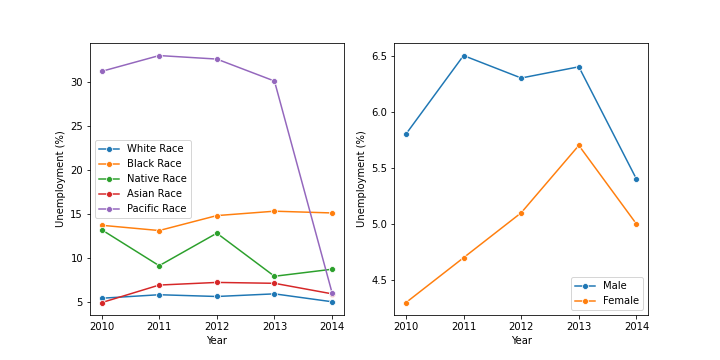 30
25
20
15
10
5
Unemployment (%)
White Race
Black Race
Native Race
Asian Race
Pacific Race
2010 2011 2012 2013 2014
Year
6.5
6.0
5.5
5.0
4.5
Unemployment (%)
Male
Female
2010 2011 2012 2013 2014
Year